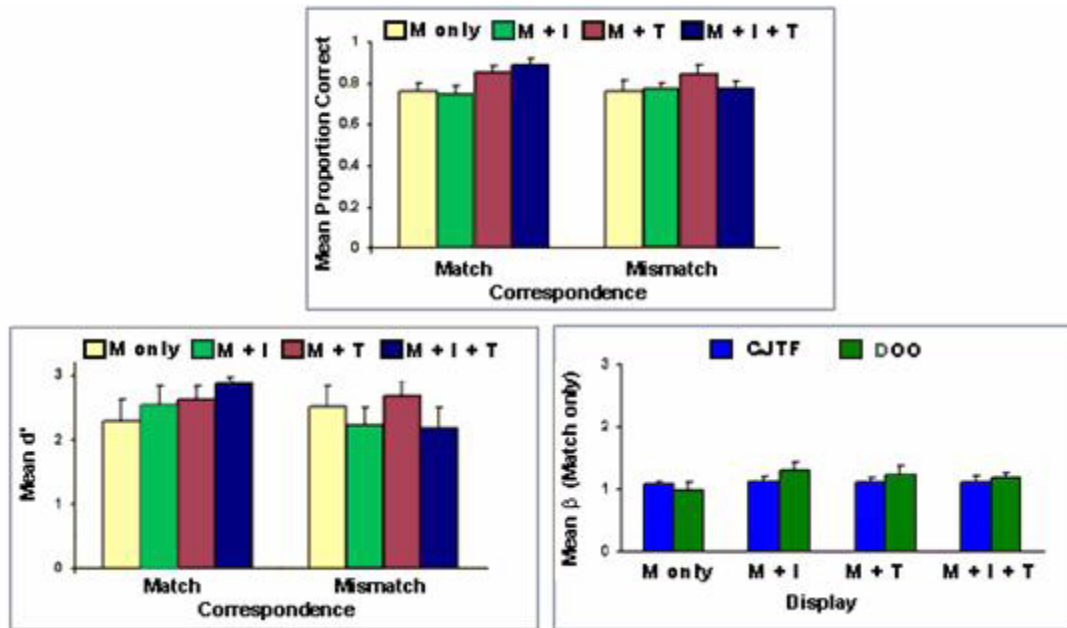 M only M + I M + T M + I + T
Mean Proportion Correct
1
0.8
0.6
0.4
0.2
0
Match Mismatch
Correspondence
M only M + I M + T M + I + T
Mean d'
3
2
1
0
Match Mismatch
Correspondence
CJTF DOO
Mean β (Match only)
3
2
1
0
M only M + I M + T M + I + T
Display